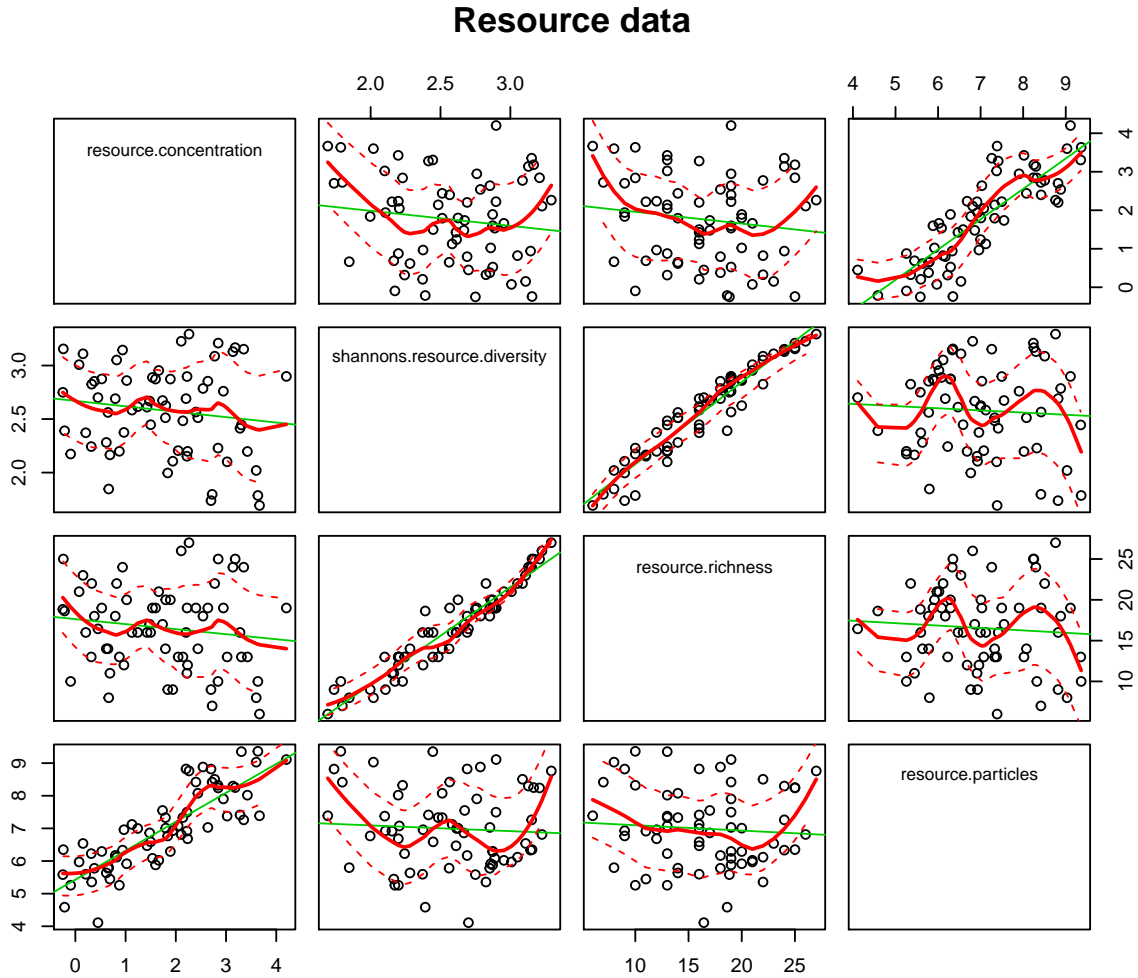 Resource data
2.0 2.5 3.0
4 5 6 7 8 9
resource.concentration
0 1 2 3 4
2.0 2.5 3.0
shannons.resource.diversity
resource.richness
10 15 20 25
4 5 6 7 8 9
resource.particles
0 1 2 3 4
10 15 20 25